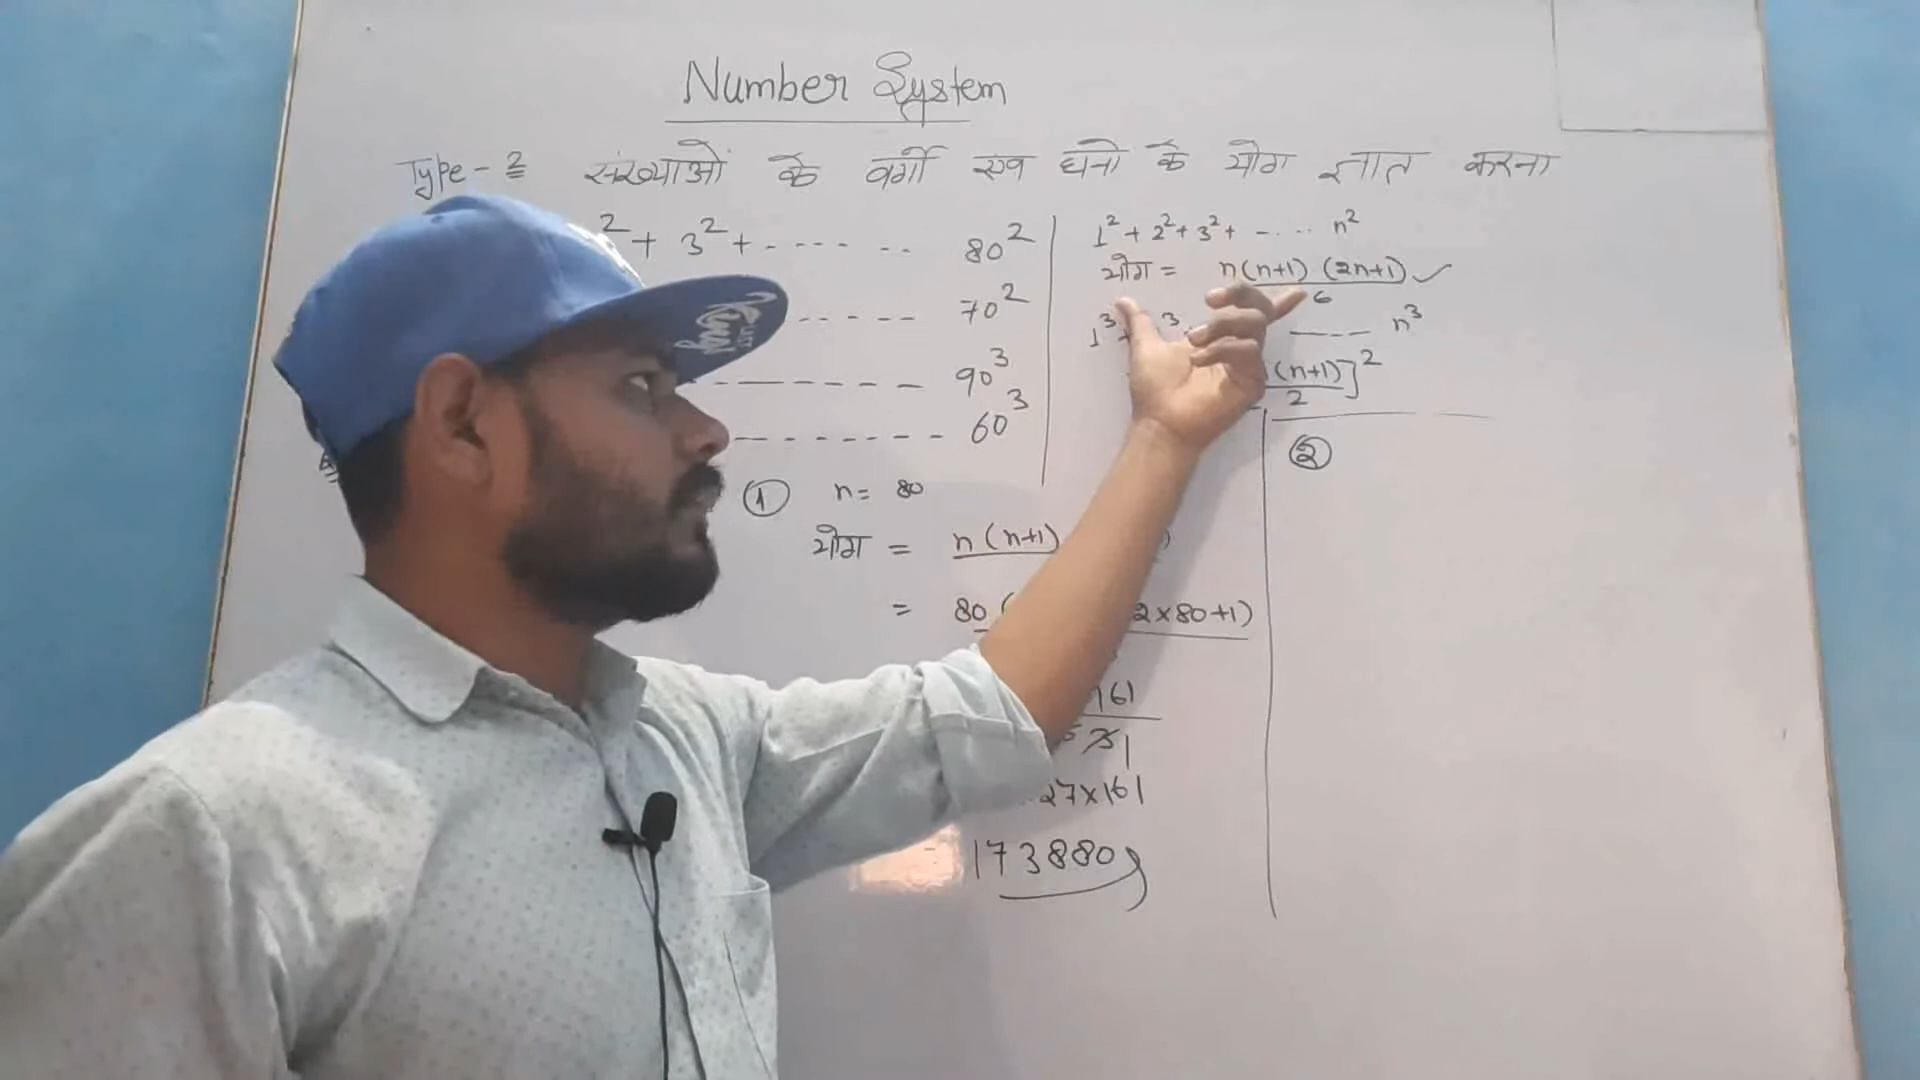 Number System
Type-2 संख्याओं के वर्गो एव घनो के योग ज्ञात करना
2 + 3² + ------ 80²
------ 70²
-------- 90³
-------- 60³
1² + 2² + 3² + ----- n²
योग = n(n+1) (2n+1) ✓
6
1³ + 3 ----- n³
(n+1)]²
2
① n = 80
योग = n (n+1)
= 80 ( 2×80+1)
161
1
27×161
173880
②